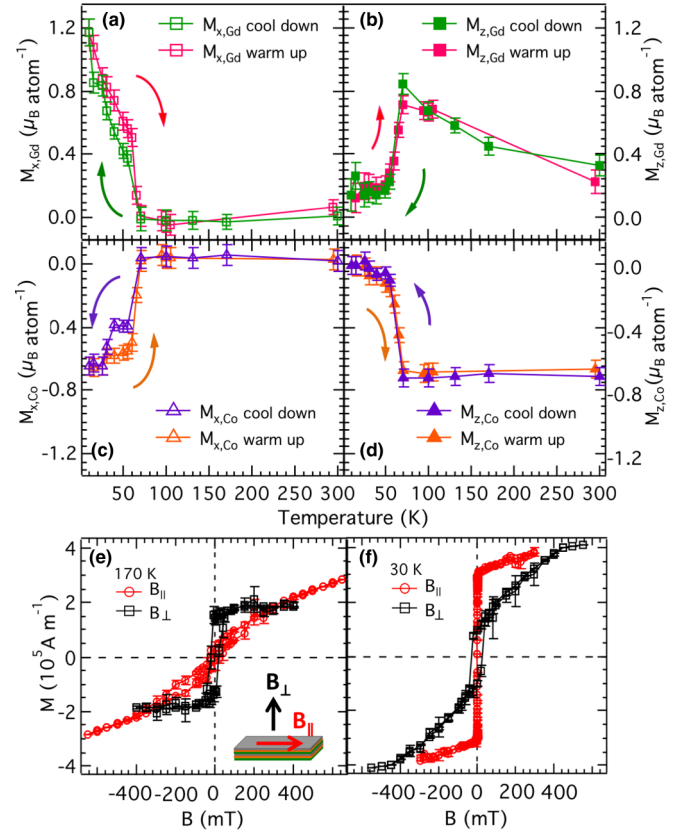 (a)
M_x,Gd cool down
M_x,Gd warm up
M_x,Gd (μ_B atom⁻¹)
1.2
0.8
0.4
0.0
(b)
M_z,Gd cool down
M_z,Gd warm up
M_z,Gd (μ_B atom⁻¹)
1.2
0.8
0.4
0.0
M_x,Co (μ_B atom⁻¹)
0.0
-0.4
-0.8
-1.2
M_x,Co cool down
M_x,Co warm up
(c)
M_z,Co (μ_B atom⁻¹)
0.0
-0.4
-0.8
-1.2
M_z,Co cool down
M_z,Co warm up
(d)
50 100 150 200 250 300
50 100 150 200 250 300
Temperature (K)
(e)
170 K
B_||
B_⊥
M (10⁵ A m⁻¹)
4
2
0
-2
-4
B_⊥
B_||
-400 -200 0 200 400
B (mT)
(f)
30 K
B_||
B_⊥
4
2
0
-2
-4
-400 -200 0 200 400
B (mT)